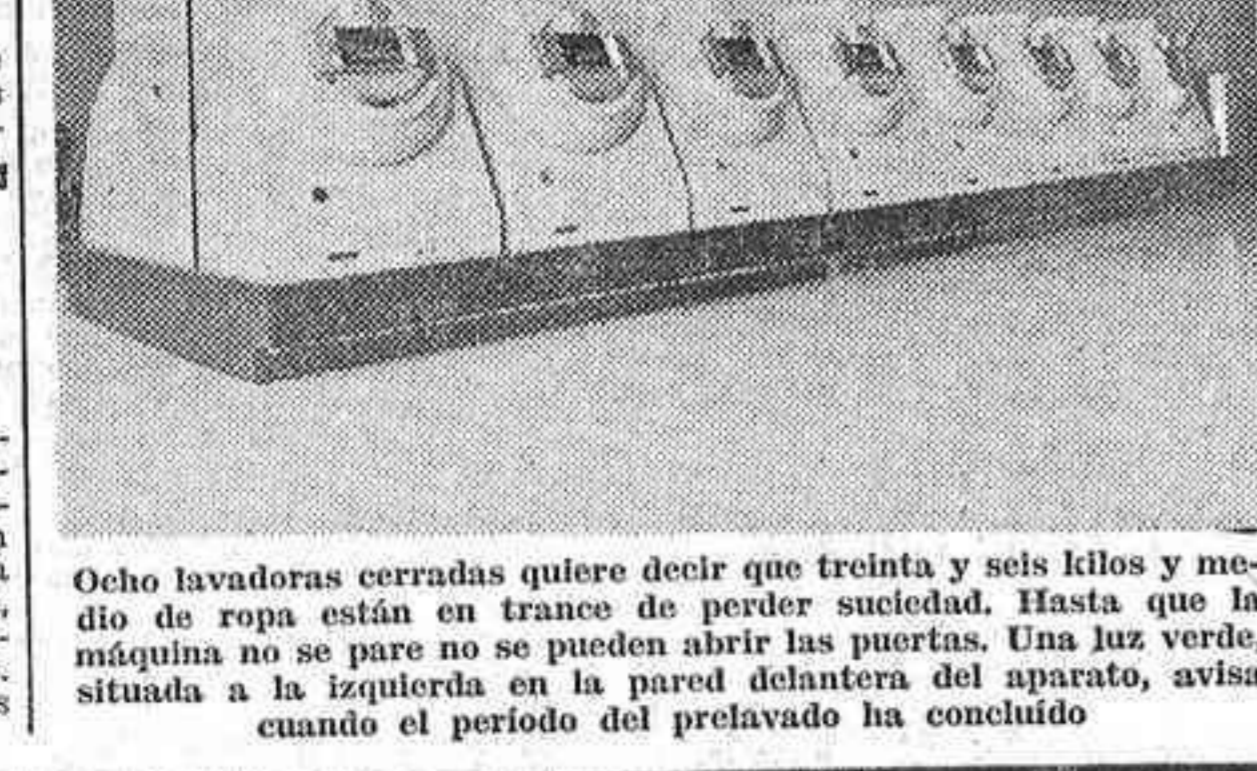 Ocho lavadoras cerradas quiere decir que treinta y seis kilos y me-
dio de ropa están en trance de perder suciedad. Hasta que la
máquina no se pare no se pueden abrir las puertas. Una luz verde,
situada a la izquierda en la pared delantera del aparato, avisa
cuando el período del prelavado ha concluído